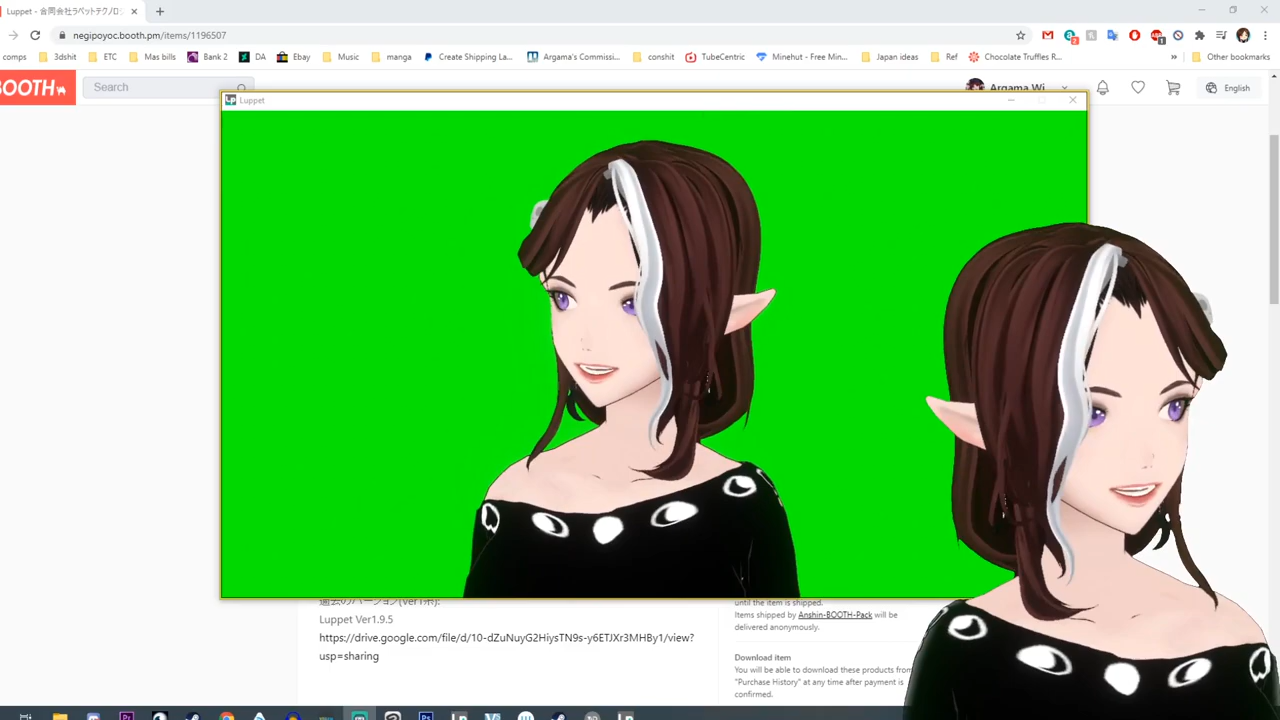 Luppet - 合同会社ラペットテクノロジ
negipoyoc.booth.pm/items/1196507
comps 3dshit ETC Mas bills Bank 2 DA Ebay Music manga Create Shipping La... Argama's Commissi... conshit TubeCentric Minehut - Free Min... Japan ideas Ref Chocolate Truffles R... » Other bookmarks
BOOTH Search Argama Wi English
Luppet
過去のバージョン(Ver1系):
Luppet Ver1.9.5
https://drive.google.com/file/d/10-dZuNuyG2HiysTN9s-y6ETJXr3MHBy1/view?
usp=sharing
until the item is shipped.
Items shipped by Anshin-BOOTH-Pack will be
delivered anonymously.
Download item
You will be able to download these products from
"Purchase History" at any time after payment is
confirmed.